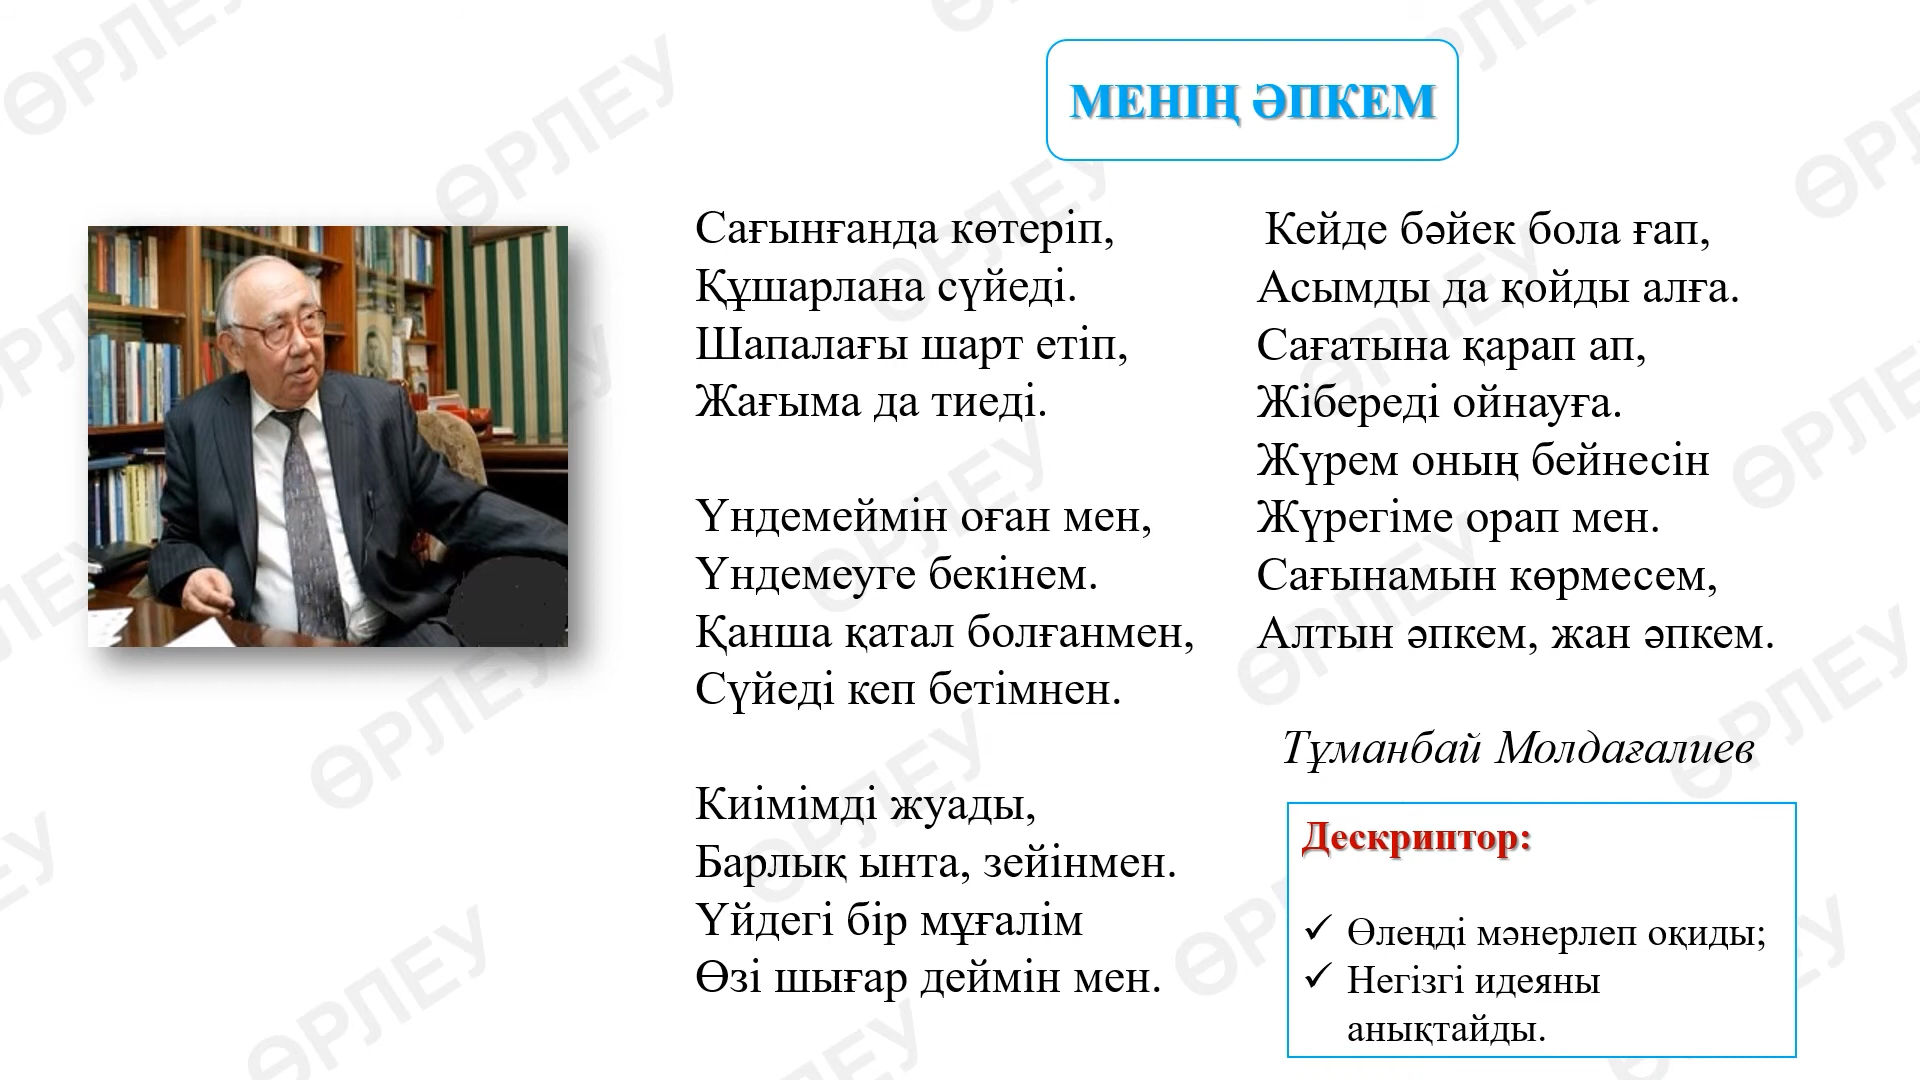 МЕНІҢ ӘПКЕМ
Сағынғанда көтеріп,
Құшарлана сүйеді.
Шапалағы шарт етіп,
Жағыма да тиеді.
Үндемеймін оған мен,
Үндемеуге бекінем.
Қанша қатал болғанмен,
Сүйеді кеп бетімнен.
Киімімді жуады,
Барлық ынта, зейінмен.
Үйдегі бір мұғалім
Өзі шығар деймін мен.
Кейде бәйек бола ғап,
Асымды да қойды алға.
Сағатына қарап ап,
Жібереді ойнауға.
Жүрем оның бейнесін
Жүрегіме орап мен.
Сағынамын көрмесем,
Алтын әпкем, жан әпкем.
Тұманбай Молдағалиев
Дескриптор:
✓ Өлеңді мәнерлеп оқиды;
✓ Негізгі идеяны
анықтайды.
ӨРЛЕУ